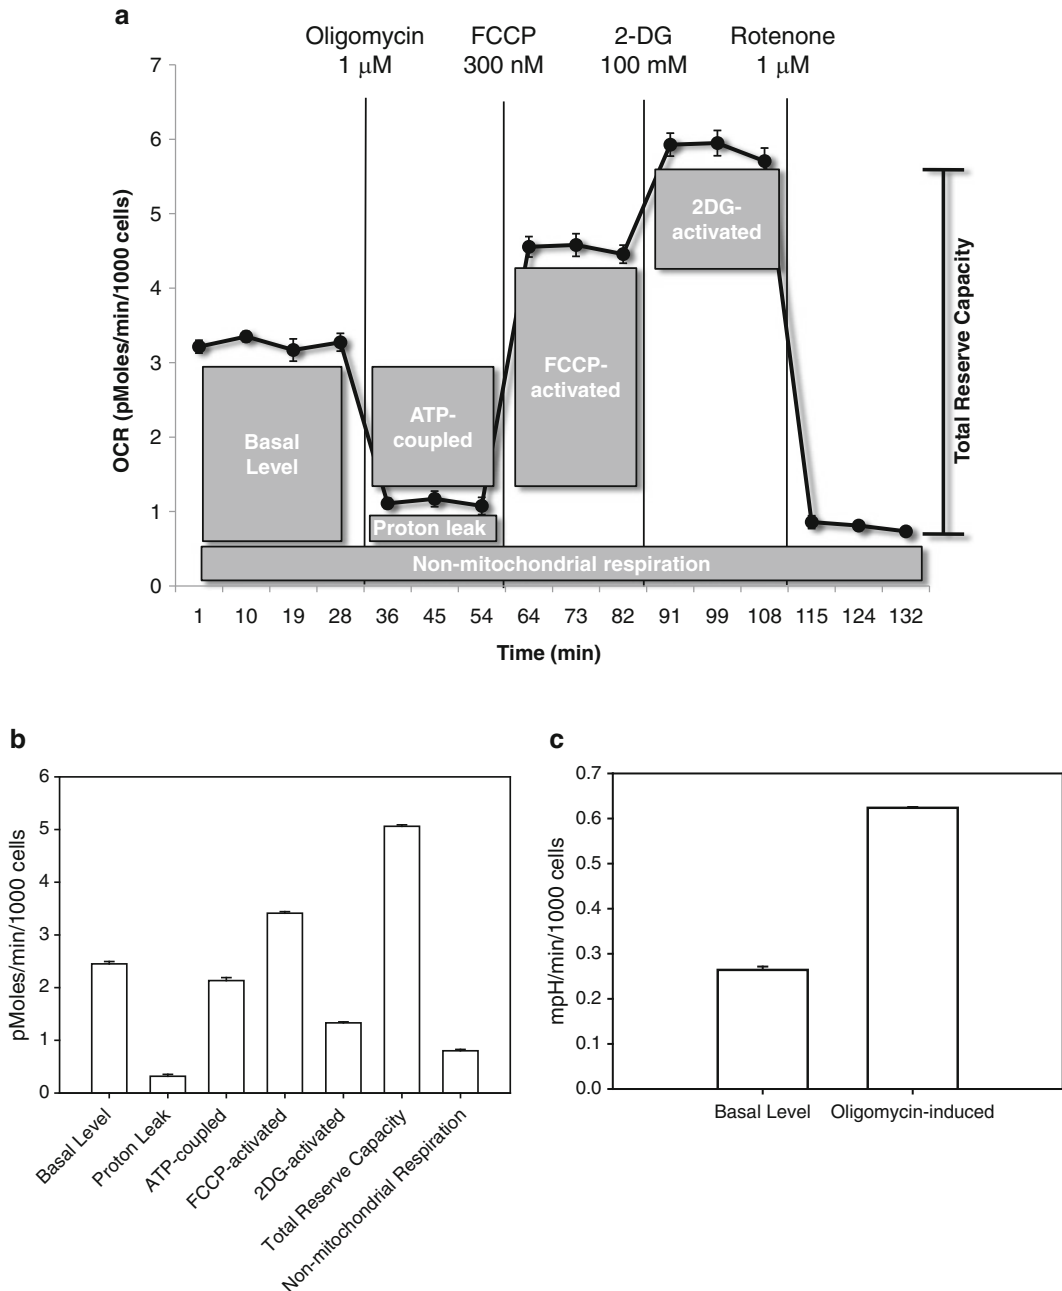 a
Oligomycin
1 μM
FCCP
300 nM
2-DG
100 mM
Rotenone
1 μM
7
6
5
4
3
2
1
0
OCR (pMoles/min/1000 cells)
Basal
Level
ATP-
coupled
Proton leak
FCCP-
activated
2DG-
activated
Non-mitochondrial respiration
Total Reserve Capacity
1 10 19 28 36 45 54 64 73 82 91 99 108 115 124 132
Time (min)
b
6
5
4
3
2
1
0
pMoles/min/1000 cells
Basal Level
Proton Leak
ATP-coupled
FCCP-activated
2DG-activated
Total Reserve Capacity
Non-mitochondrial Respiration
c
0.7
0.6
0.5
0.4
0.3
0.2
0.1
0.0
mpH/min/1000 cells
Basal Level Oligomycin-induced